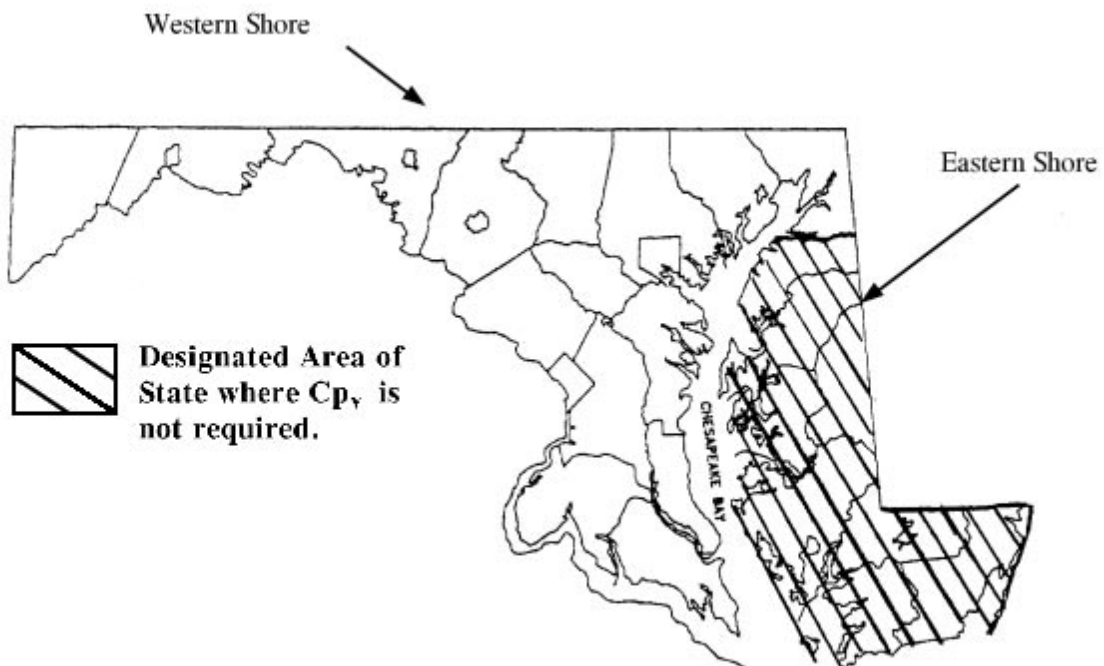 Western Shore
Eastern Shore
Designated Area of
State where Cpᵥ is
not required.
CHESAPEAKE BAY